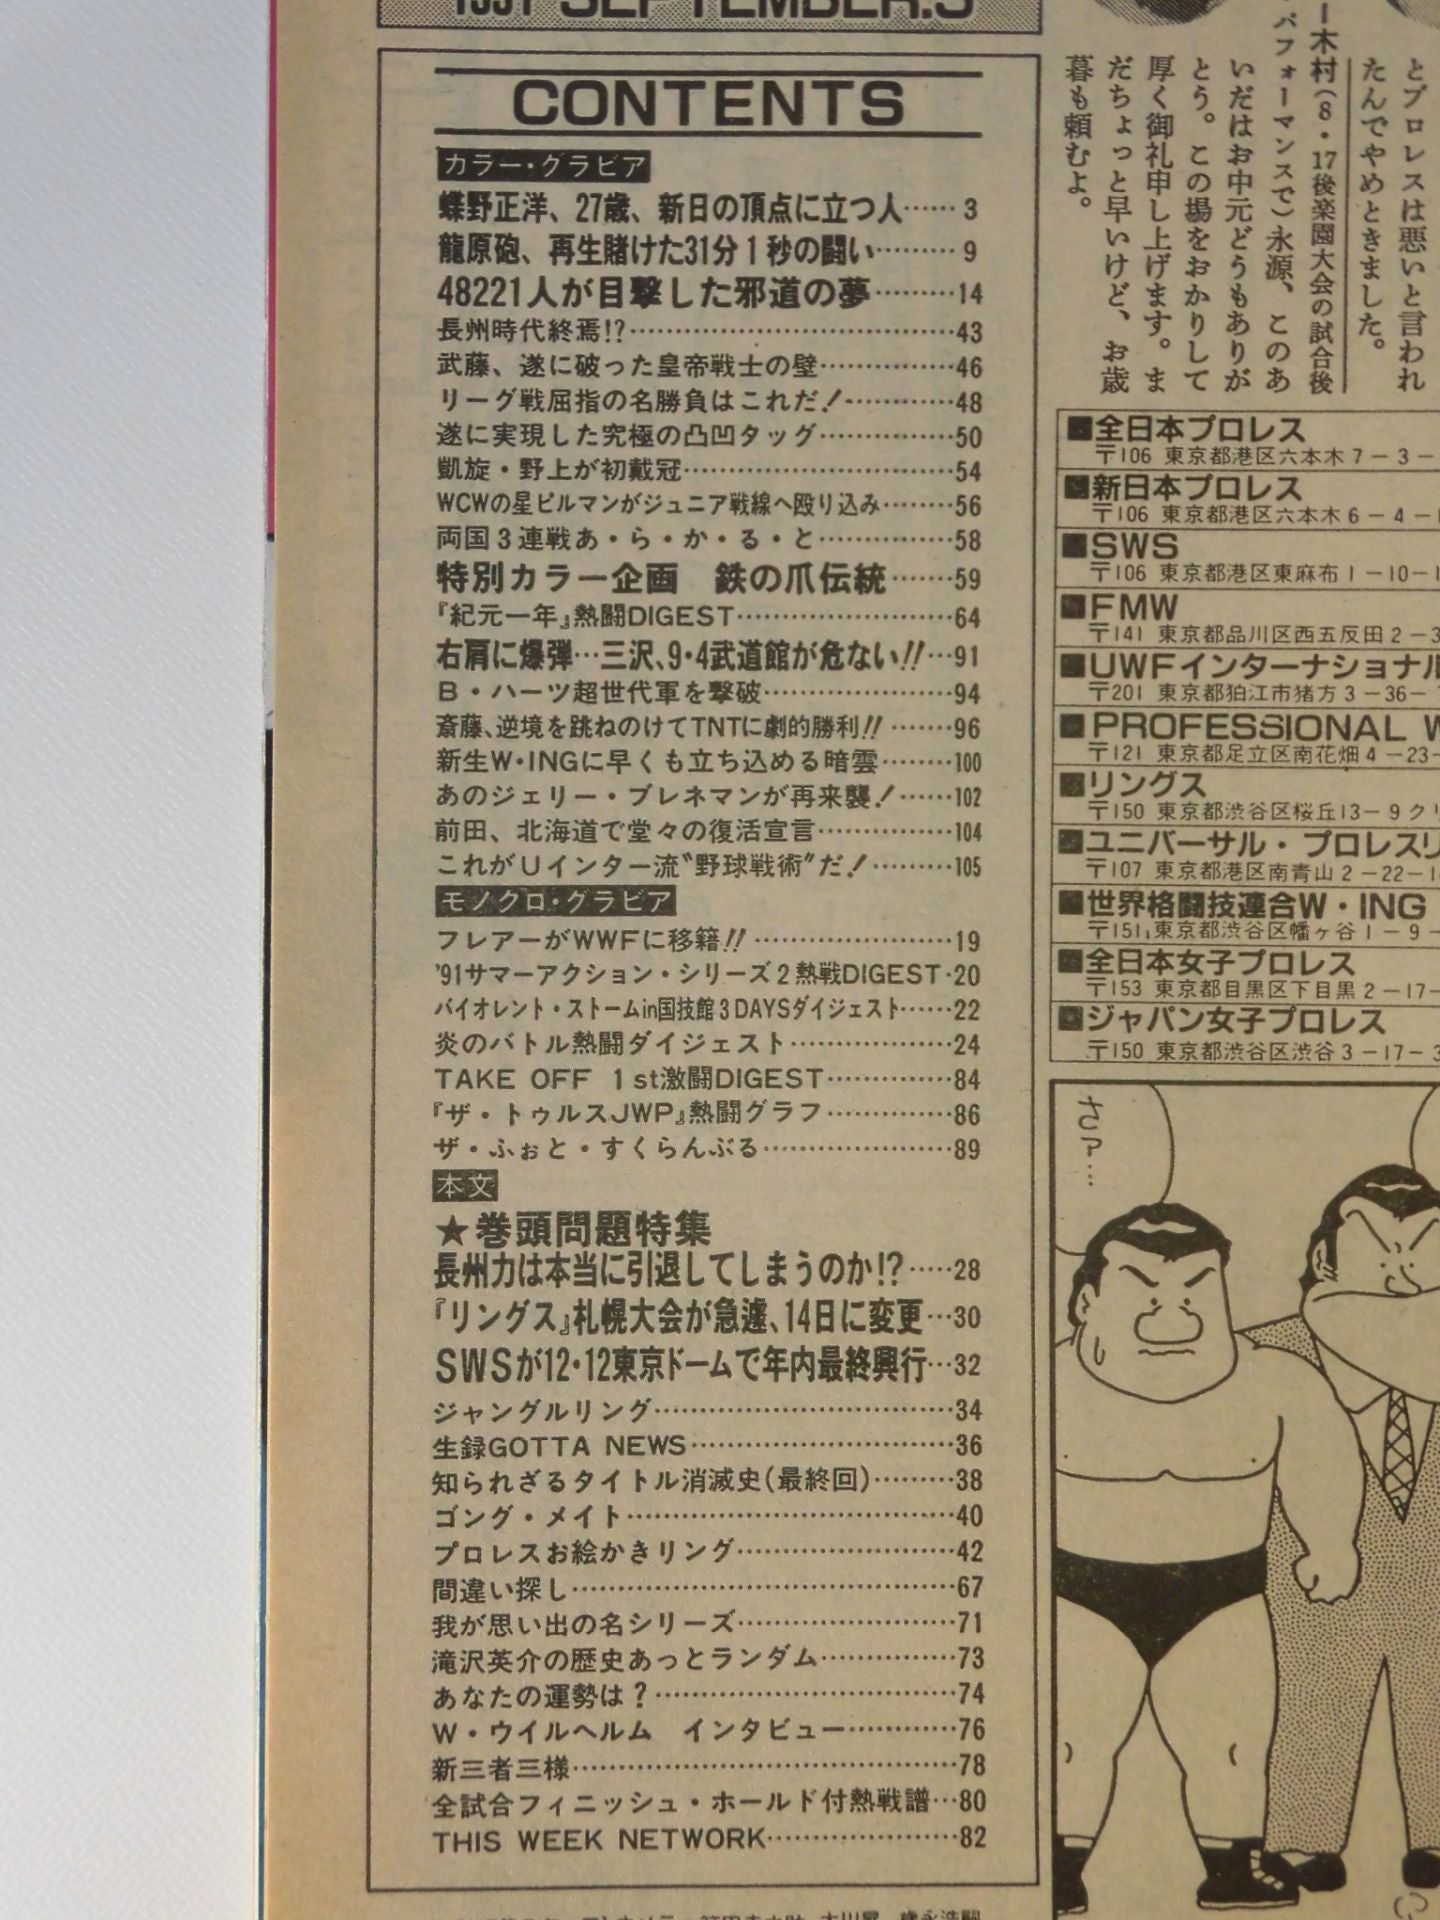 1991 SEPTEMBER.5
CONTENTS
カラー・グラビア
蝶野正洋、27歳、新日の頂点に立つ人……3
龍原砲、再生賭けた31分1秒の闘い………9
48221人が目撃した邪道の夢………14
長州時代終焉!?………………………………43
武藤、遂に破った皇帝戦士の壁……………46
リーグ戦屈指の名勝負はこれだ!…………48
遂に実現した究極の凸凹タッグ……………50
凱旋・野上が初戴冠…………………………54
WCWの星ピルマンがジュニア戦線へ殴り込み………56
両国3連戦あ・ら・か・る・と……………58
特別カラー企画 鉄の爪伝統……59
『紀元一年』熱闘DIGEST……………………64
右肩に爆弾…三沢、9・4武道館が危ない!!…91
B・ハーツ超世代軍を撃破…………………94
斎藤、逆境を跳ねのけてTNTに劇的勝利!!……96
新生W・INGに早くも立ち込める暗雲………100
あのジェリー・ブレネマンが再来襲!……102
前田、北海道で堂々の復活宣言……………104
これがUインター流〝野球戦術〟だ!………105
モノクロ・グラビア
フレアーがWWFに移籍!!…………………19
'91サマーアクション・シリーズ2熱戦DIGEST・20
バイオレント・ストームin国技館3DAYSダイジェスト……22
炎のバトル熱闘ダイジェスト………………24
TAKE OFF 1st激闘DIGEST……………84
『ザ・トゥルスJWP』熱闘グラフ……………86
ザ・ふぉと・すくらんぶる…………………89
本文
★巻頭問題特集
長州力は本当に引退してしまうのか!?……28
『リングス』札幌大会が急遽、14日に変更…30
SWSが12・12東京ドームで年内最終興行…32
ジャングルリング……………………………34
生録GOTTA NEWS…………………………36
知られざるタイトル消滅史(最終回)………38
ゴング・メイト………………………………40
プロレスお絵かきリング……………………42
間違い探し……………………………………67
我が思い出の名シリーズ……………………71
滝沢英介の歴史あっとランダム……………73
あなたの運勢は?……………………………74
W・ウイルヘルム インタビュー…………76
新三者三様……………………………………78
全試合フィニッシュ・ホールド付熱戦譜…80
THIS WEEK NETWORK…………………82
とプロレスは悪いと言われ
たんでやめときました。
ー木村(8・17後楽園大会の試合後
パフォーマンスで)永源、このあ
いだはお中元どうもありが
とう。この場をおかりして
厚く御礼申し上げます。ま
だちょっと早いけど、お歳
暮も頼むよ。
■全日本プロレス
〒106 東京都港区六本木7−3−
■新日本プロレス
〒106 東京都港区六本木6−4−
■SWS
〒106 東京都港区東麻布1−10−1
■FMW
〒141 東京都品川区西五反田2−3
■UWFインターナショナル
〒201 東京都狛江市猪方3−36−
■PROFESSIONAL W
〒121 東京都足立区南花畑4−23−
■リングス
〒150 東京都渋谷区桜丘13−9クリ
■ユニバーサル・プロレスリ
〒107 東京都港区南青山2−22−1
■世界格闘技連合W・ING
〒151 東京都渋谷区幡ヶ谷1−9−
■全日本女子プロレス
〒153 東京都目黒区下目黒2−17−
■ジャパン女子プロレス
〒150 東京都渋谷区渋谷3−17−3
さァ…